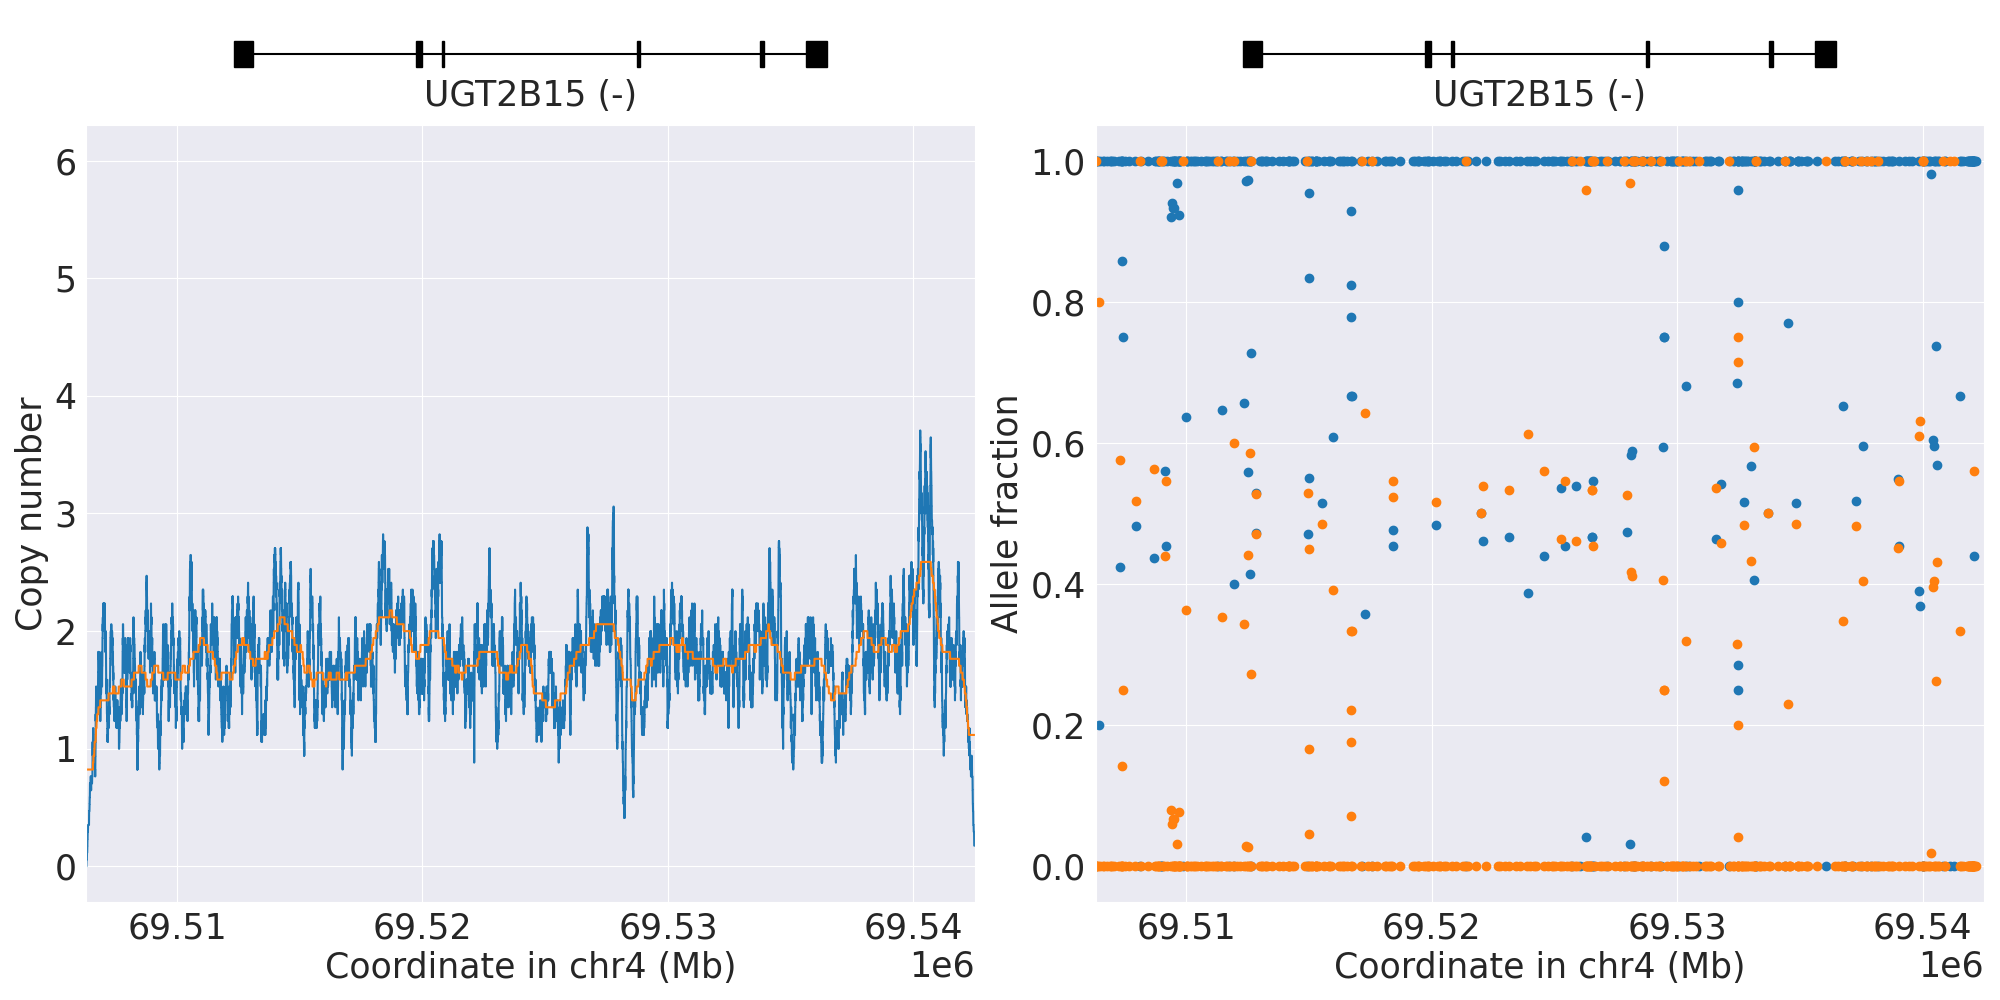 UGT2B15 (-)
6
5
4
3
2
1
0
Copy number
69.51 69.52 69.53 69.54
Coordinate in chr4 (Mb)
1e6
UGT2B15 (-)
1.0
0.8
0.6
0.4
0.2
0.0
Allele fraction
69.51 69.52 69.53 69.54
Coordinate in chr4 (Mb)
1e6